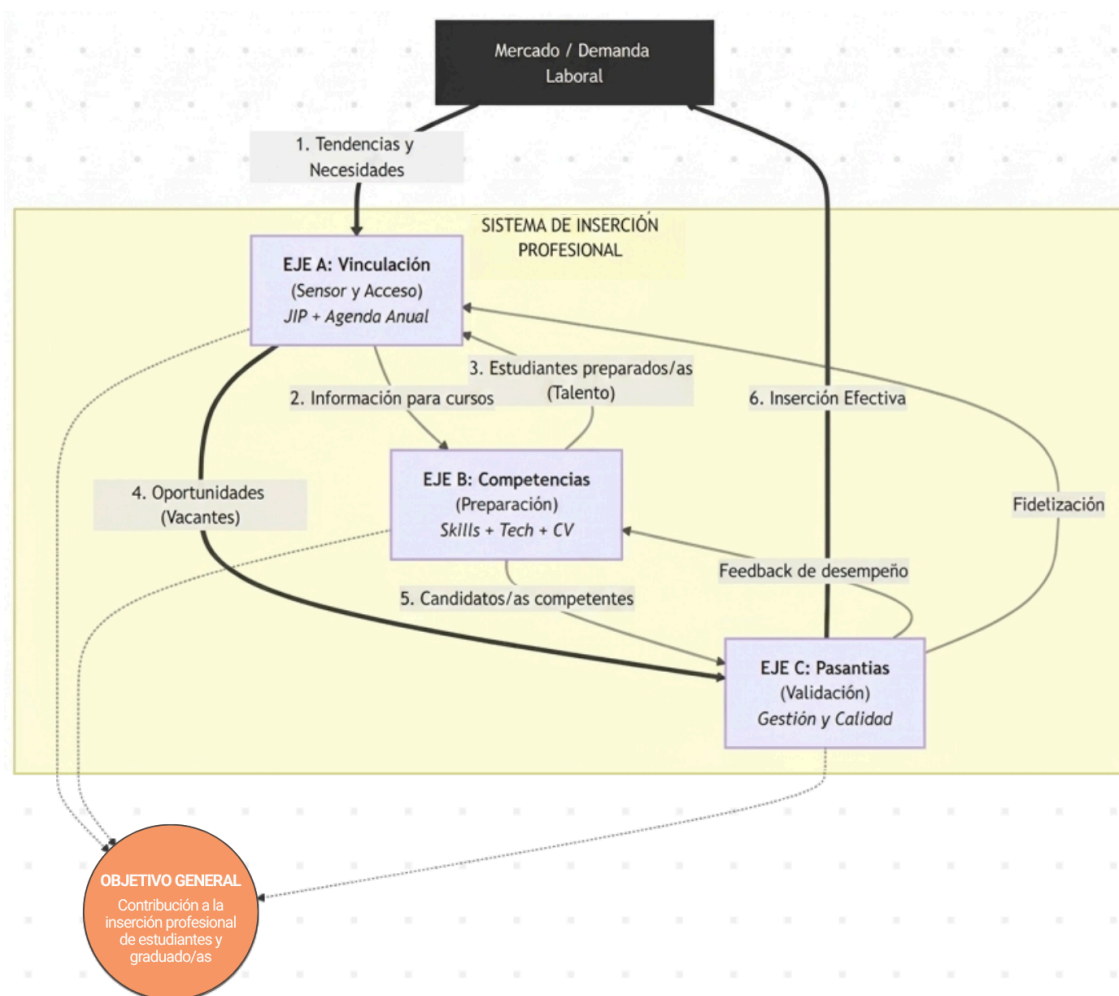 Mercado / Demanda
Laboral
1. Tendencias y
Necesidades
SISTEMA DE INSERCIÓN
PROFESIONAL
EJE A: Vinculación
(Sensor y Acceso)
JIP + Agenda Anual
3. Estudiantes preparados/as
(Talento)
2. Información para cursos
6. Inserción Efectiva
EJE B: Competencias
(Preparación)
Skills + Tech + CV
4. Oportunidades
(Vacantes)
Fidelización
Feedback de desempeño
5. Candidatos/as competentes
EJE C: Pasantias
(Validación)
Gestión y Calidad
OBJETIVO GENERAL
Contribución a la
inserción profesional
de estudiantes y
graduado/as